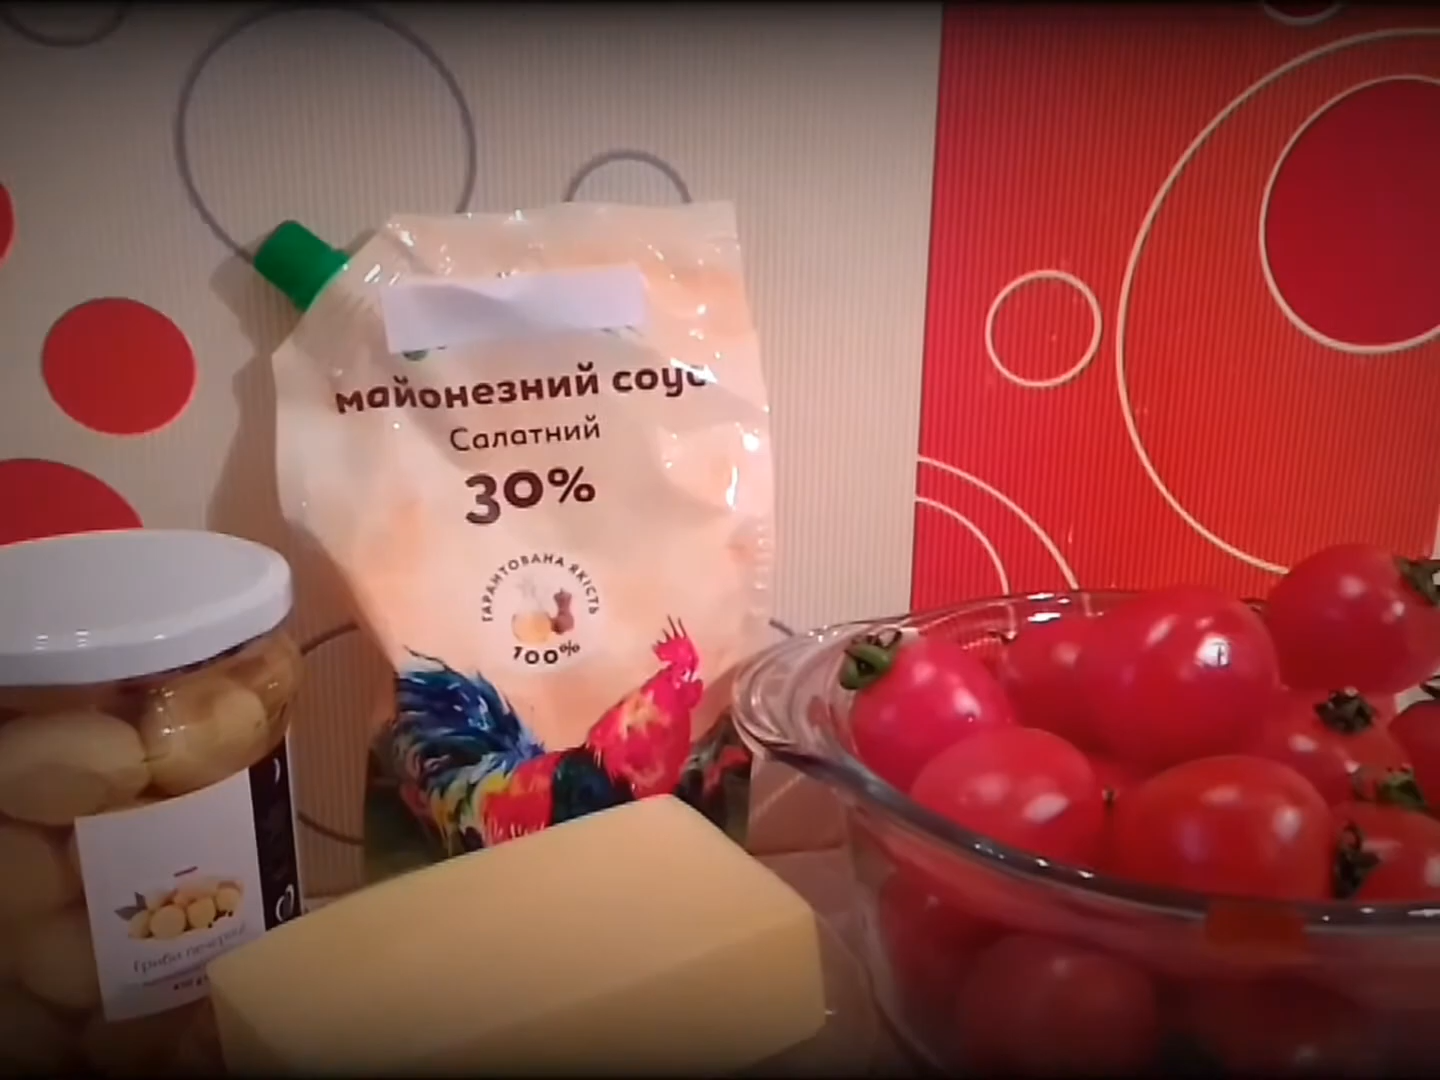 майонезний соус
Салатний
30%
ГАРАНТОВАНА ЯКІСТЬ
100%
Гриби печериці